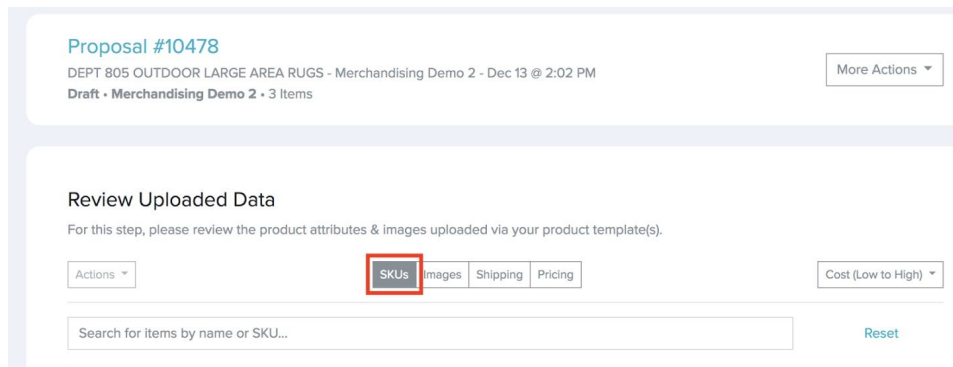 Proposal #10478
DEPT 805 OUTDOOR LARGE AREA RUGS - Merchandising Demo 2 - Dec 13 @ 2:02 PM
Draft • Merchandising Demo 2 • 3 Items
More Actions
Review Uploaded Data
For this step, please review the product attributes & images uploaded via your product template(s).
Actions
SKUs Images Shipping Pricing
Cost (Low to High)
Search for items by name or SKU...
Reset